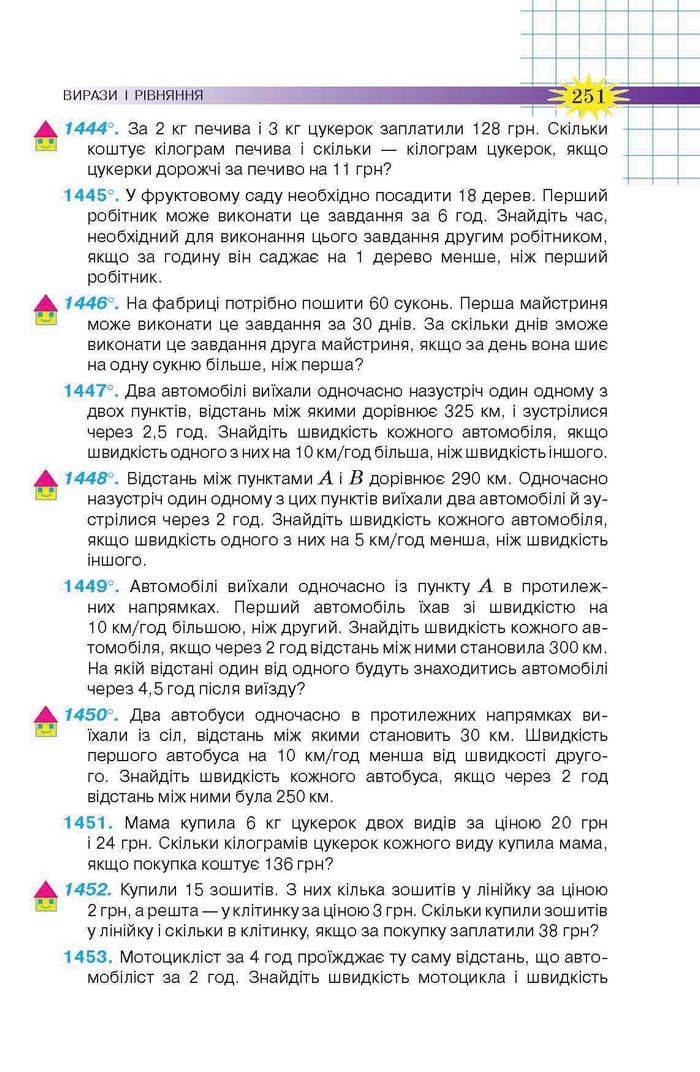 ВИРАЗИ І РІВНЯННЯ
251
1444°. За 2 кг печива і 3 кг цукерок заплатили 128 грн. Скільки
коштує кілограм печива і скільки — кілограм цукерок, якщо
цукерки дорожчі за печиво на 11 грн?
1445°. У фруктовому саду необхідно посадити 18 дерев. Перший
робітник може виконати це завдання за 6 год. Знайдіть час,
необхідний для виконання цього завдання другим робітником,
якщо за годину він саджає на 1 дерево менше, ніж перший
робітник.
1446°. На фабриці потрібно пошити 60 суконь. Перша майстриня
може виконати це завдання за 30 днів. За скільки днів зможе
виконати це завдання друга майстриня, якщо за день вона шиє
на одну сукню більше, ніж перша?
1447°. Два автомобілі виїхали одночасно назустріч один одному з
двох пунктів, відстань між якими дорівнює 325 км, і зустрілися
через 2,5 год. Знайдіть швидкість кожного автомобіля, якщо
швидкість одного з них на 10 км/год більша, ніж швидкість іншого.
1448°. Відстань між пунктами A і B дорівнює 290 км. Одночасно
назустріч один одному з цих пунктів виїхали два автомобілі й зу-
стрілися через 2 год. Знайдіть швидкість кожного автомобіля,
якщо швидкість одного з них на 5 км/год менша, ніж швидкість
іншого.
1449°. Автомобілі виїхали одночасно із пункту A в протилеж-
них напрямках. Перший автомобіль їхав зі швидкістю на
10 км/год більшою, ніж другий. Знайдіть швидкість кожного ав-
томобіля, якщо через 2 год відстань між ними становила 300 км.
На якій відстані один від одного будуть знаходитись автомобілі
через 4,5 год після виїзду?
1450°. Два автобуси одночасно в протилежних напрямках ви-
їхали із сіл, відстань між якими становить 30 км. Швидкість
першого автобуса на 10 км/год менша від швидкості друго-
го. Знайдіть швидкість кожного автобуса, якщо через 2 год
відстань між ними була 250 км.
1451. Мама купила 6 кг цукерок двох видів за ціною 20 грн
і 24 грн. Скільки кілограмів цукерок кожного виду купила мама,
якщо покупка коштує 136 грн?
1452. Купили 15 зошитів. З них кілька зошитів у лінійку за ціною
2 грн, а решта — у клітинку за ціною 3 грн. Скільки купили зошитів
у лінійку і скільки в клітинку, якщо за покупку заплатили 38 грн?
1453. Мотоцикліст за 4 год проїжджає ту саму відстань, що авто-
мобіліст за 2 год. Знайдіть швидкість мотоцикла і швидкість